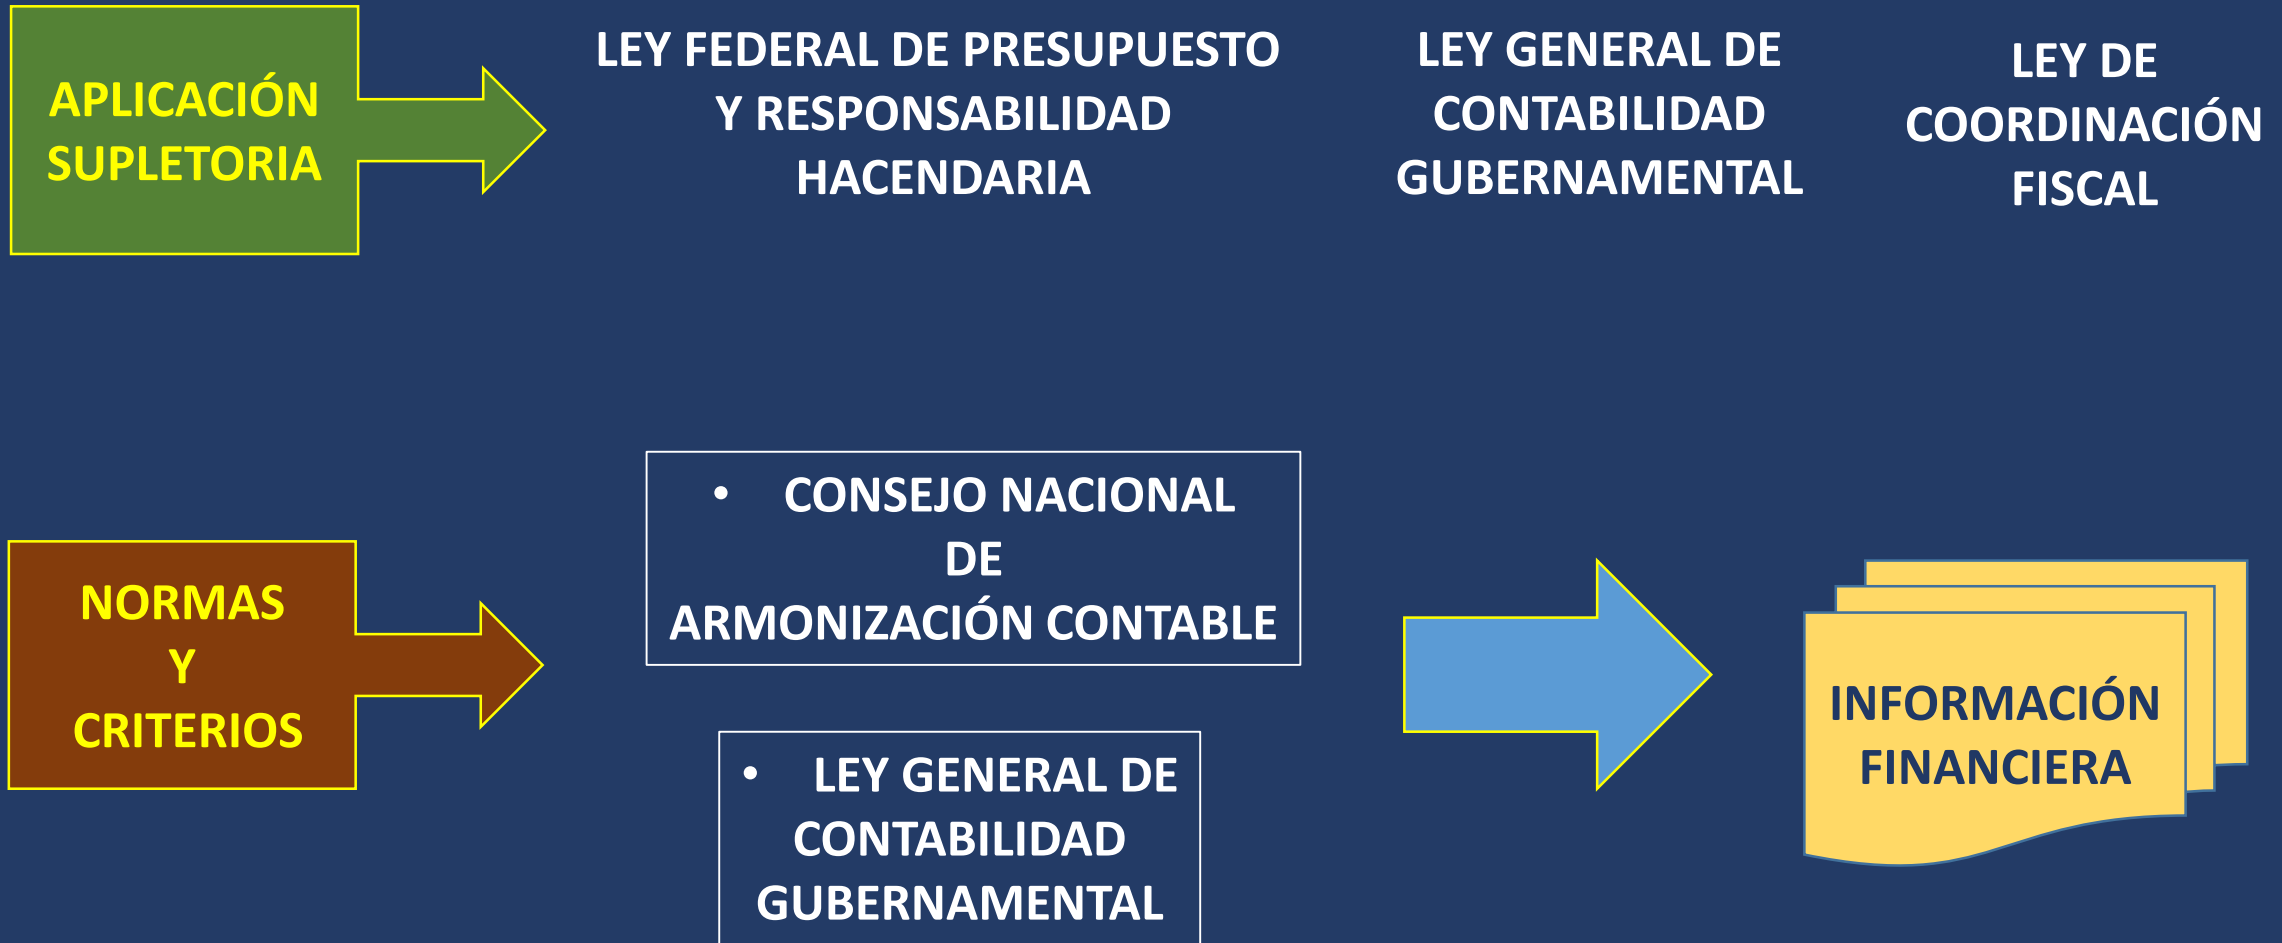 APLICACIÓN
SUPLETORIA
LEY FEDERAL DE PRESUPUESTO
Y RESPONSABILIDAD
HACENDARIA
LEY GENERAL DE
CONTABILIDAD
GUBERNAMENTAL
LEY DE
COORDINACIÓN
FISCAL
NORMAS
Y
CRITERIOS
• CONSEJO NACIONAL
DE
ARMONIZACIÓN CONTABLE
• LEY GENERAL DE
CONTABILIDAD
GUBERNAMENTAL
INFORMACIÓN
FINANCIERA